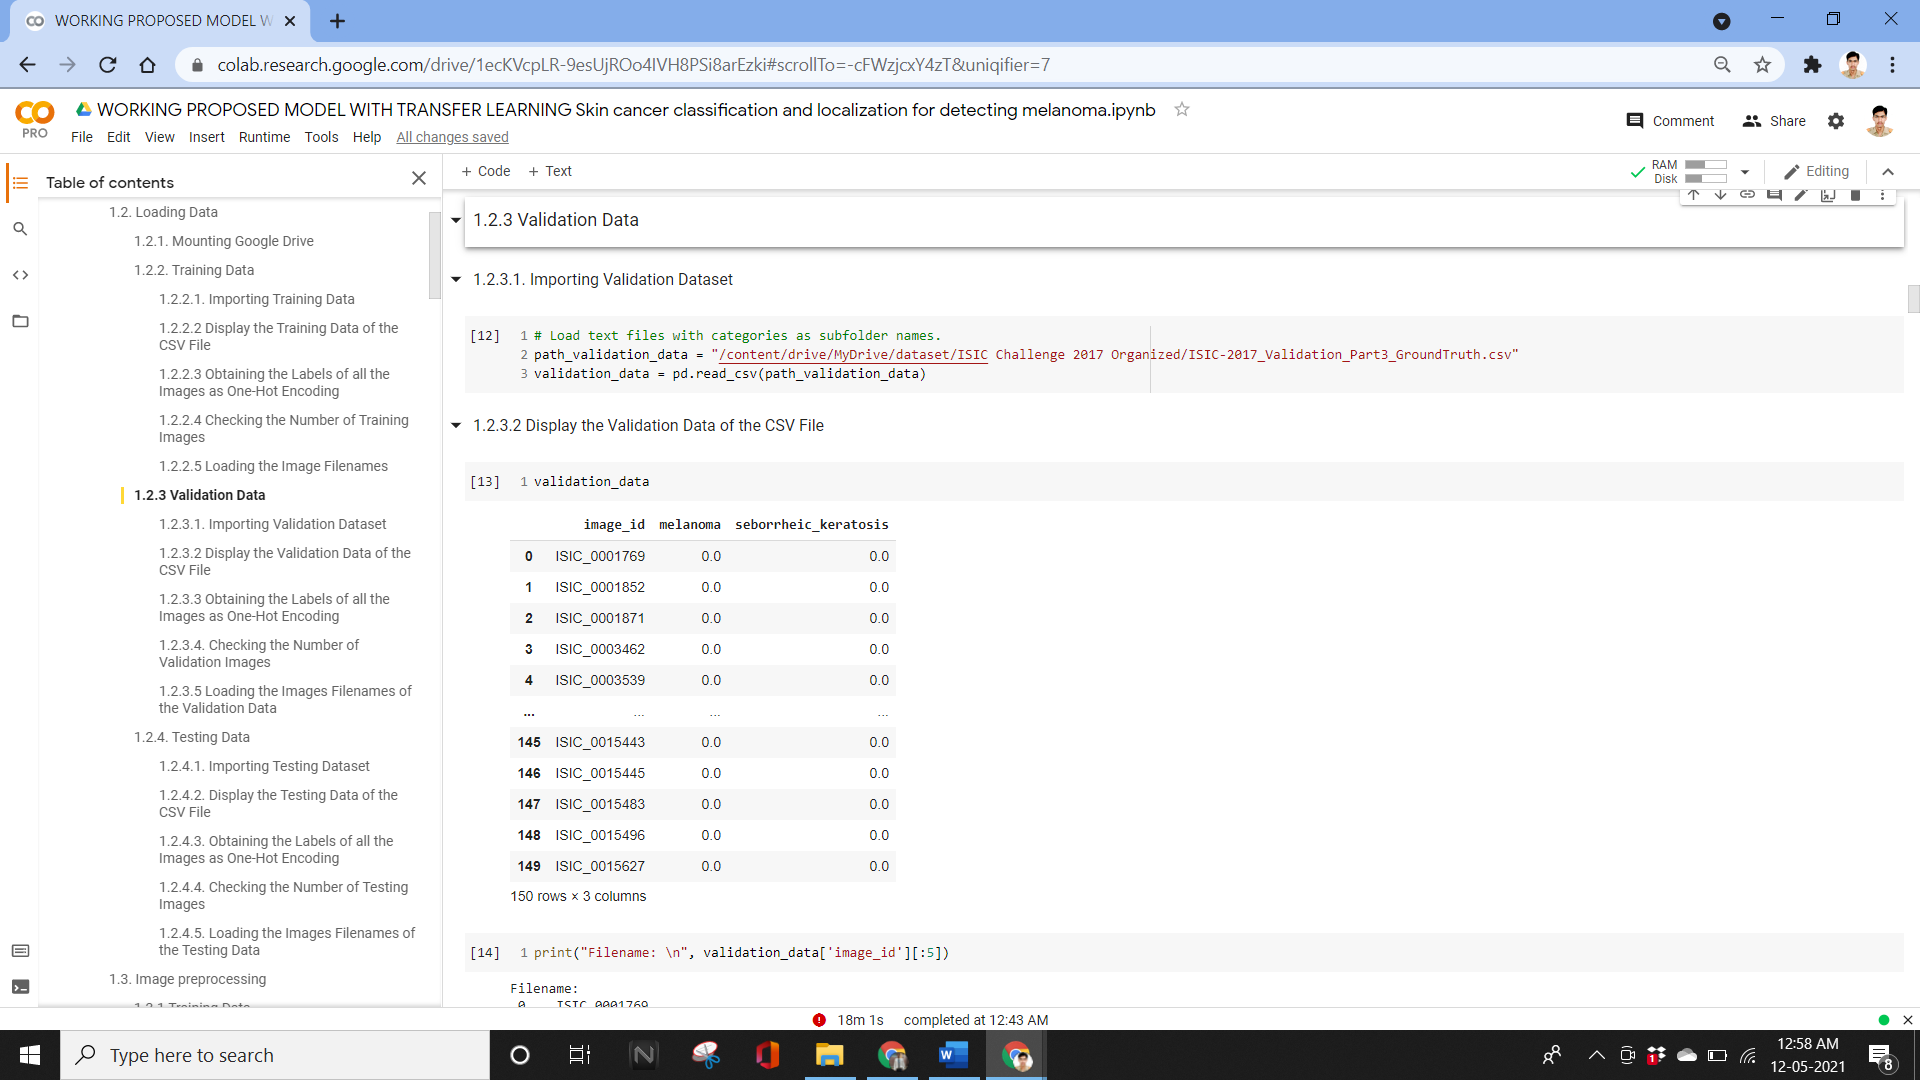 WORKING PROPOSED MODEL W
colab.research.google.com/drive/1ecKVcpLR-9esUjROo4IVH8PSi8arEzki#scrollTo=-cFWzjcxY4zT&uniqifier=7
PRO
WORKING PROPOSED MODEL WITH TRANSFER LEARNING Skin cancer classification and localization for detecting melanoma.ipynb
File Edit View Insert Runtime Tools Help All changes saved
Comment Share
Table of contents
1.2. Loading Data
1.2.1. Mounting Google Drive
1.2.2. Training Data
1.2.2.1. Importing Training Data
1.2.2.2 Display the Training Data of the
CSV File
1.2.2.3 Obtaining the Labels of all the
Images as One-Hot Encoding
1.2.2.4 Checking the Number of Training
Images
1.2.2.5 Loading the Image Filenames
1.2.3 Validation Data
1.2.3.1. Importing Validation Dataset
1.2.3.2 Display the Validation Data of the
CSV File
1.2.3.3 Obtaining the Labels of all the
Images as One-Hot Encoding
1.2.3.4. Checking the Number of
Validation Images
1.2.3.5 Loading the Images Filenames of
the Validation Data
1.2.4. Testing Data
1.2.4.1. Importing Testing Dataset
1.2.4.2. Display the Testing Data of the
CSV File
1.2.4.3. Obtaining the Labels of all the
Images as One-Hot Encoding
1.2.4.4. Checking the Number of Testing
Images
1.2.4.5. Loading the Images Filenames of
the Testing Data
1.3. Image preprocessing
1.3.1 Training Data
+ Code + Text
RAM
Disk
Editing
1.2.3 Validation Data
1.2.3.1. Importing Validation Dataset
[12] 1 # Load text files with categories as subfolder names.
2 path_validation_data = "/content/drive/MyDrive/dataset/ISIC Challenge 2017 Organized/ISIC-2017_Validation_Part3_GroundTruth.csv"
3 validation_data = pd.read_csv(path_validation_data)
1.2.3.2 Display the Validation Data of the CSV File
[13] 1 validation_data
image_id melanoma seborrheic_keratosis
0 ISIC_0001769 0.0 0.0
1 ISIC_0001852 0.0 0.0
2 ISIC_0001871 0.0 0.0
3 ISIC_0003462 0.0 0.0
4 ISIC_0003539 0.0 0.0
... ... ... ...
145 ISIC_0015443 0.0 0.0
146 ISIC_0015445 0.0 0.0
147 ISIC_0015483 0.0 0.0
148 ISIC_0015496 0.0 0.0
149 ISIC_0015627 0.0 0.0
150 rows × 3 columns
[14] 1 print("Filename: \n", validation_data['image_id'][:5])
Filename:
0 ISIC_0001769
18m 1s completed at 12:43 AM
Type here to search
12:58 AM
12-05-2021
8